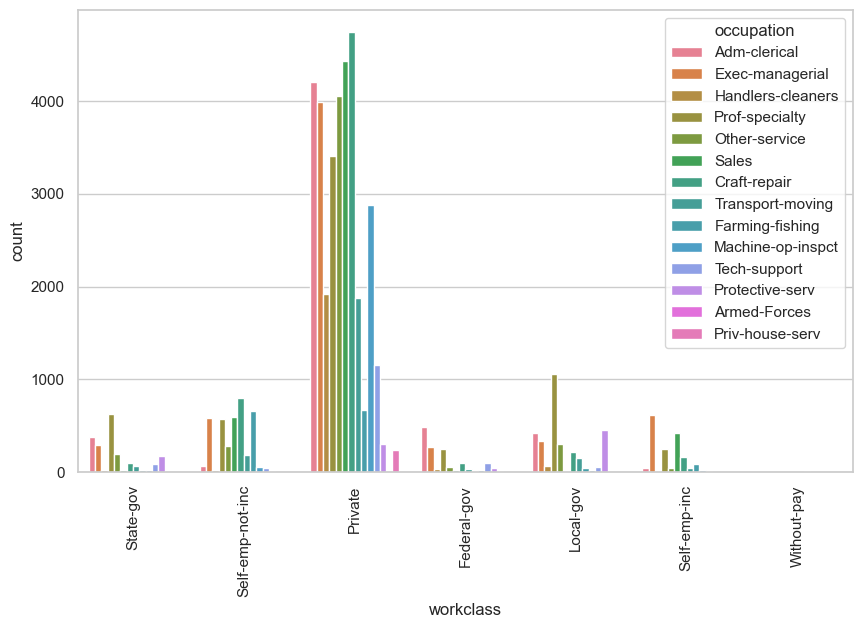 occupation
Adm-clerical
Exec-managerial
Handlers-cleaners
Prof-specialty
Other-service
Sales
Craft-repair
Transport-moving
Farming-fishing
Machine-op-inspct
Tech-support
Protective-serv
Armed-Forces
Priv-house-serv
count
4000
3000
2000
1000
0
State-gov
Self-emp-not-inc
Private
Federal-gov
Local-gov
Self-emp-inc
Without-pay
workclass